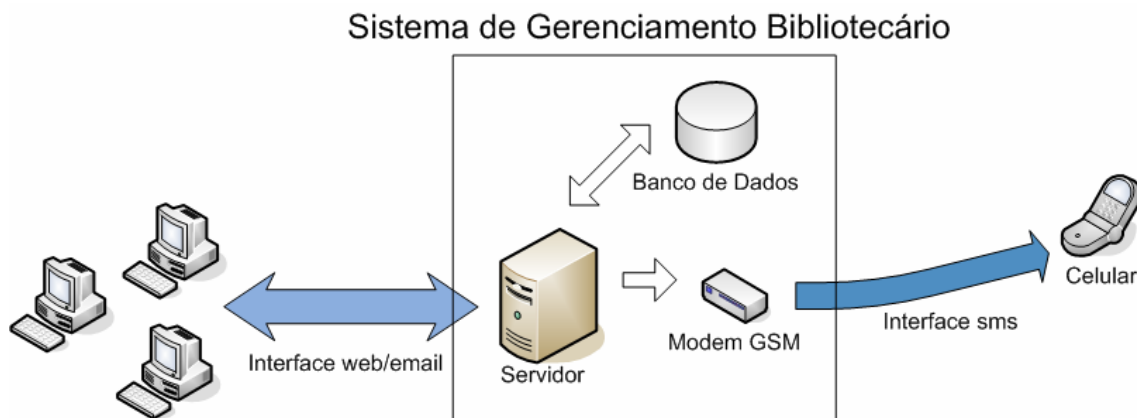 Sistema de Gerenciamento Bibliotecário
Banco de Dados
Celular
Interface sms
Modem GSM
Interface web/email
Servidor